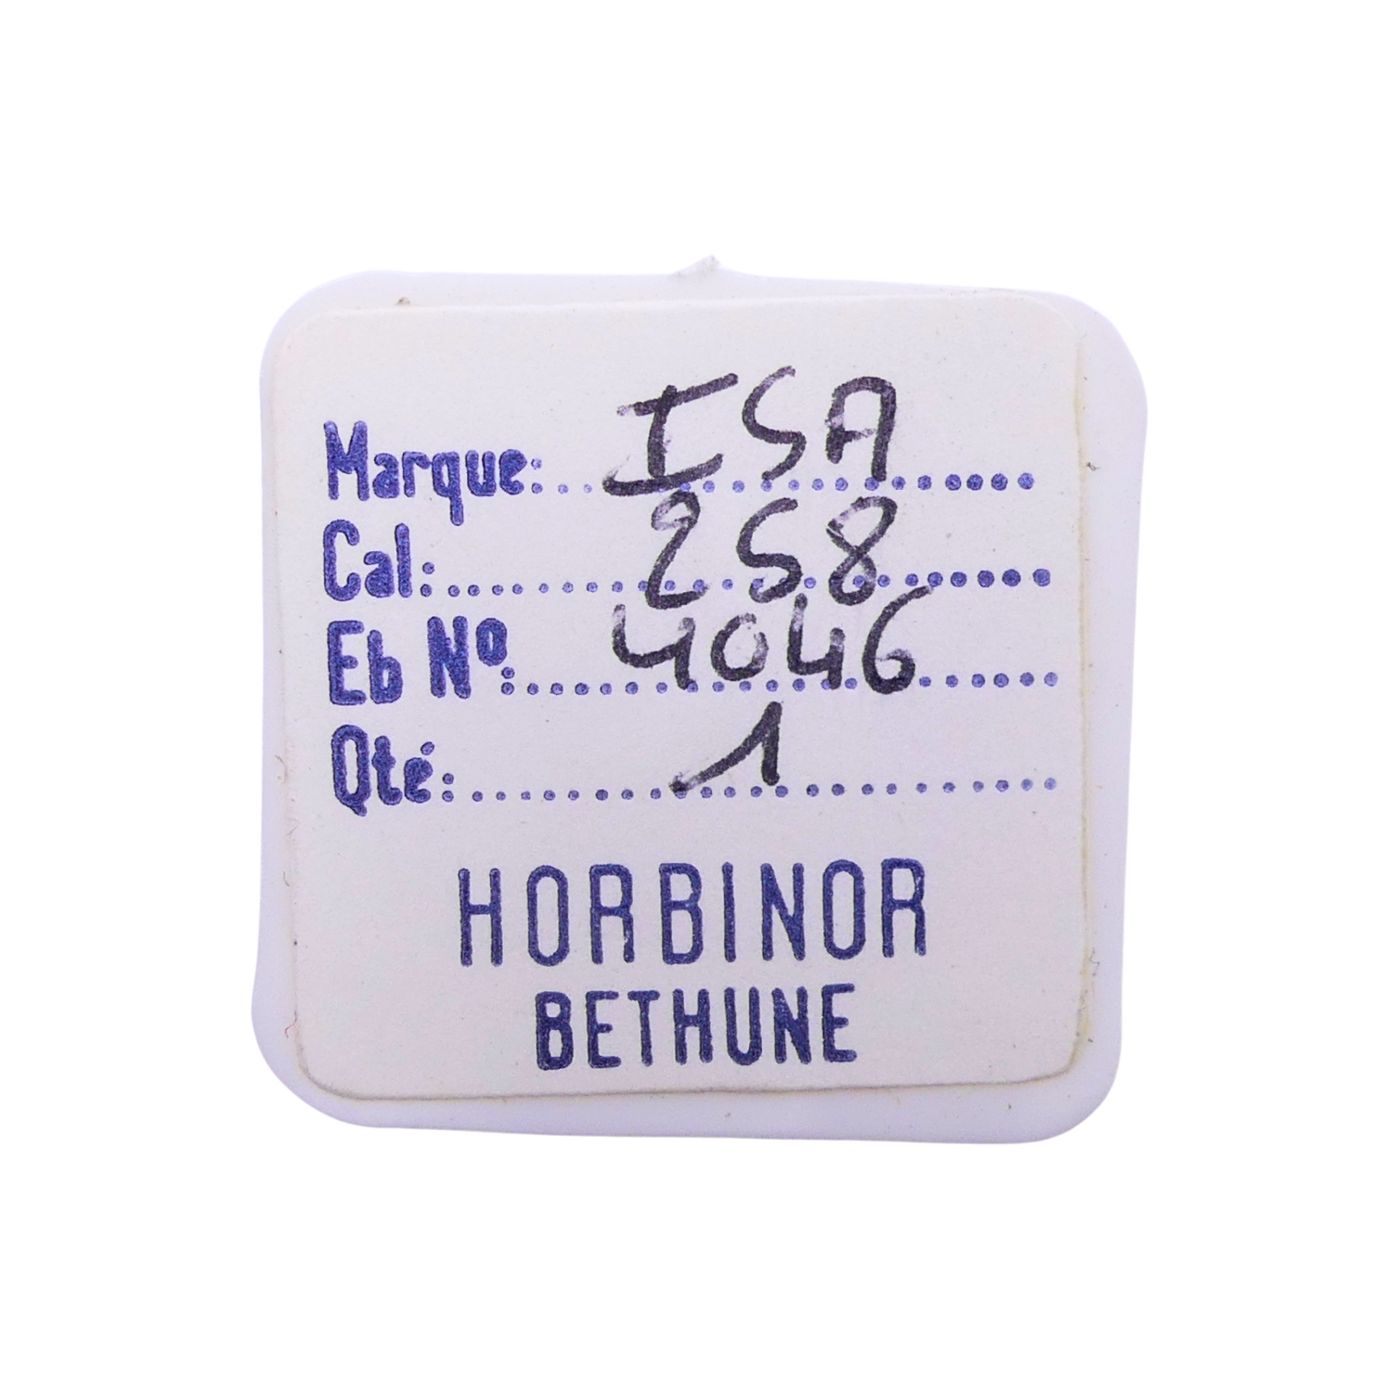 Marque: ISA
Cal: 258
Eb Nº: 4046
Qté: 1
HORBINOR
BETHUNE